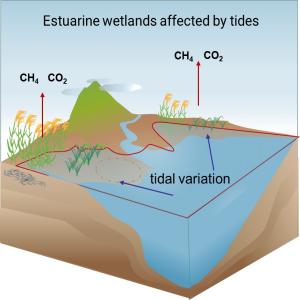 Estuarine wetlands affected by tides
CH₄ CO₂
CH₄ CO₂
tidal variation